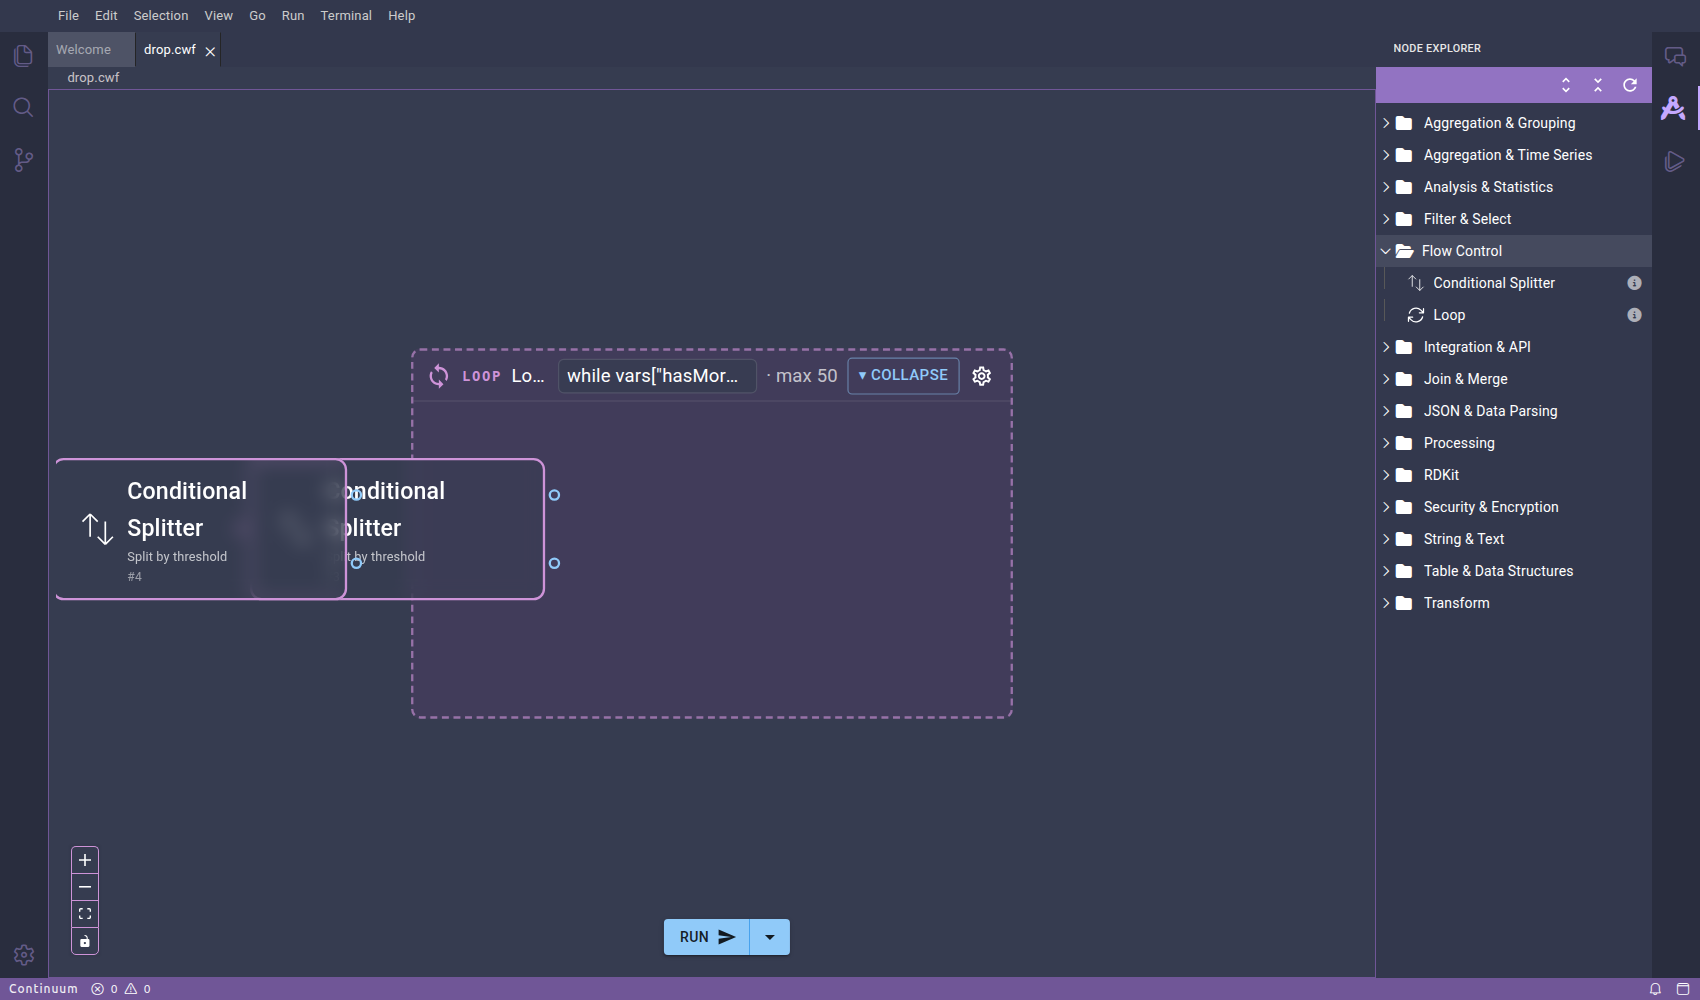 File Edit Selection View Go Run Terminal Help
Welcome drop.cwf
drop.cwf
LOOP Lo... while vars["hasMor... · max 50 ▾ COLLAPSE
Conditional
Splitter
Split by threshold
#4
onditional
plitter
by threshold
RUN
NODE EXPLORER
Aggregation & Grouping
Aggregation & Time Series
Analysis & Statistics
Filter & Select
Flow Control
Conditional Splitter
Loop
Integration & API
Join & Merge
JSON & Data Parsing
Processing
RDKit
Security & Encryption
String & Text
Table & Data Structures
Transform
Continuum 0 0